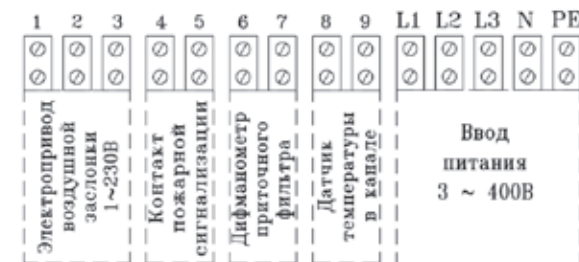 1 2 3 4 5 6 7 8 9 L1 L2 L3 N PE
Электропривод
воздушной
заслонки
1~230В
Контакт
пожарной
сигнализации
Дифманометр
приточного
фильтра
Датчик
температуры
в канале
Ввод
питания
3 ~ 400В